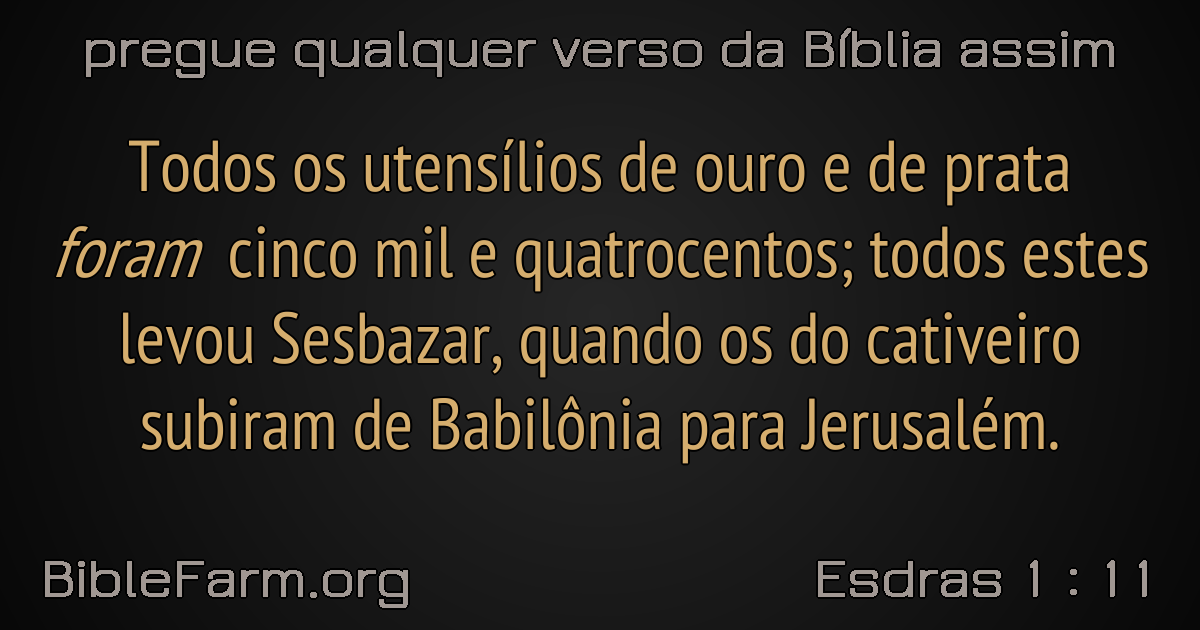 pregue qualquer verso da Bíblia assim
Todos os utensílios de ouro e de prata
foram cinco mil e quatrocentos; todos estes
levou Sesbazar, quando os do cativeiro
subiram de Babilônia para Jerusalém.
BibleFarm.org
Esdras 1 : 11